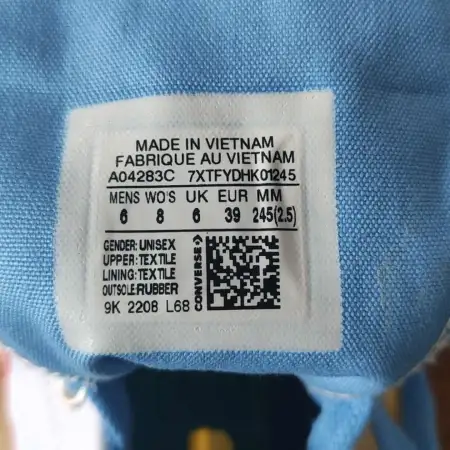 MADE IN VIETNAM
FABRIQUE AU VIETNAM
A04283C 7XTFYDHK01245
MENS WO'S UK EUR MM
6 8 6 39 245(2.5)
GENDER: UNISEX
UPPER: TEXTILE
LINING: TEXTILE
OUTSOLE: RUBBER
9K 2208 L68
CONVERSE